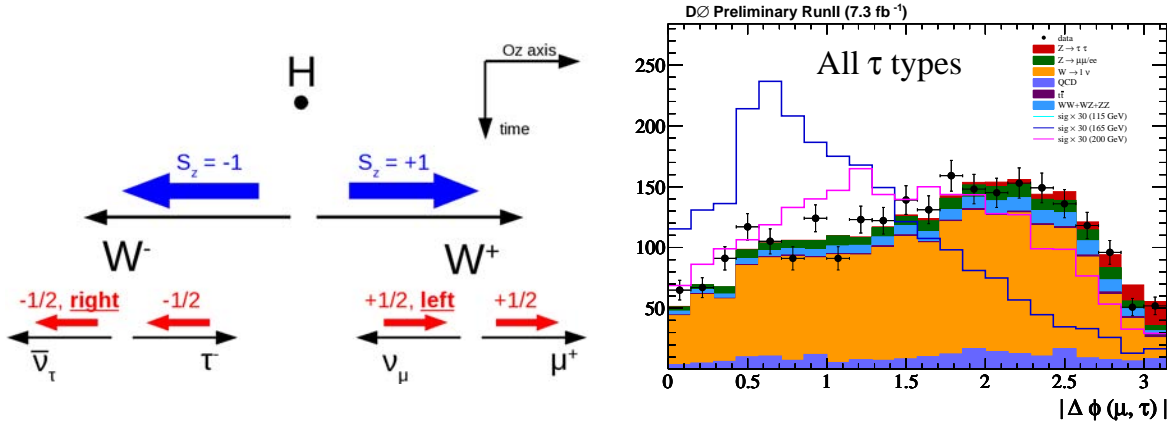 Oz axis
H
time
S_z = -1
S_z = +1
W⁻
W⁺
-1/2, right
-1/2
+1/2, left
+1/2
ν̄_τ
τ⁻
ν_μ
μ⁺
DØ Preliminary RunII (7.3 fb⁻¹)
All τ types
data
Z → τ τ
Z → μμ/ee
W → l ν
QCD
tt̄
WW+WZ+ZZ
sig × 30 (115 GeV)
sig × 30 (165 GeV)
sig × 30 (200 GeV)
250
200
150
100
50
0 0.5 1 1.5 2 2.5 3
|Δ ϕ (μ, τ) |